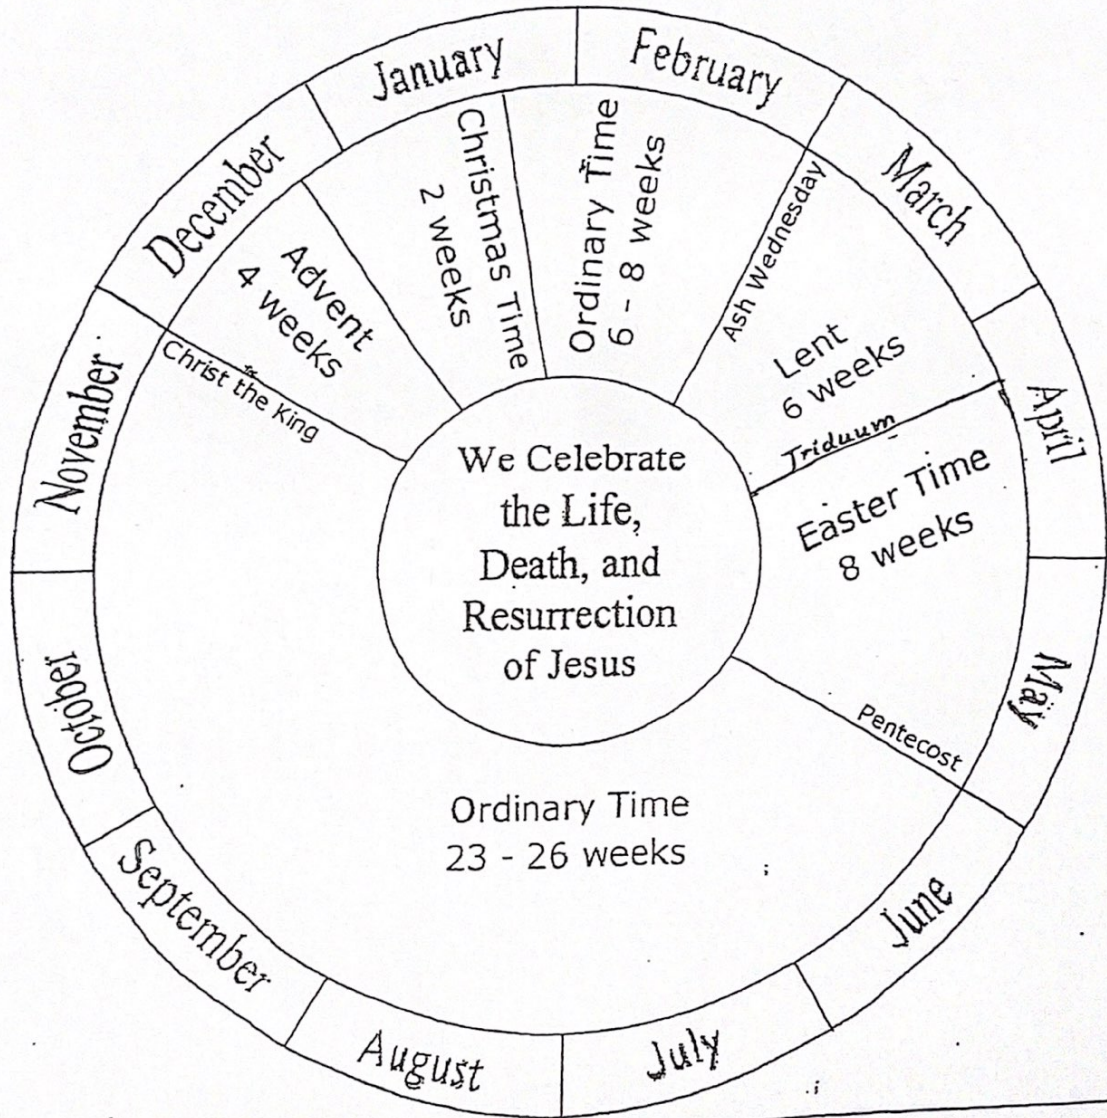 January
February
March
April
May
June
July
August
September
October
November
December
Advent
4 weeks
Christmas Time
2 weeks
Ordinary Time
6 - 8 weeks
Ash Wednesday
Lent
6 weeks
Triduum
Easter Time
8 weeks
Pentecost
Ordinary Time
23 - 26 weeks
Christ the King
We Celebrate
the Life,
Death, and
Resurrection
of Jesus